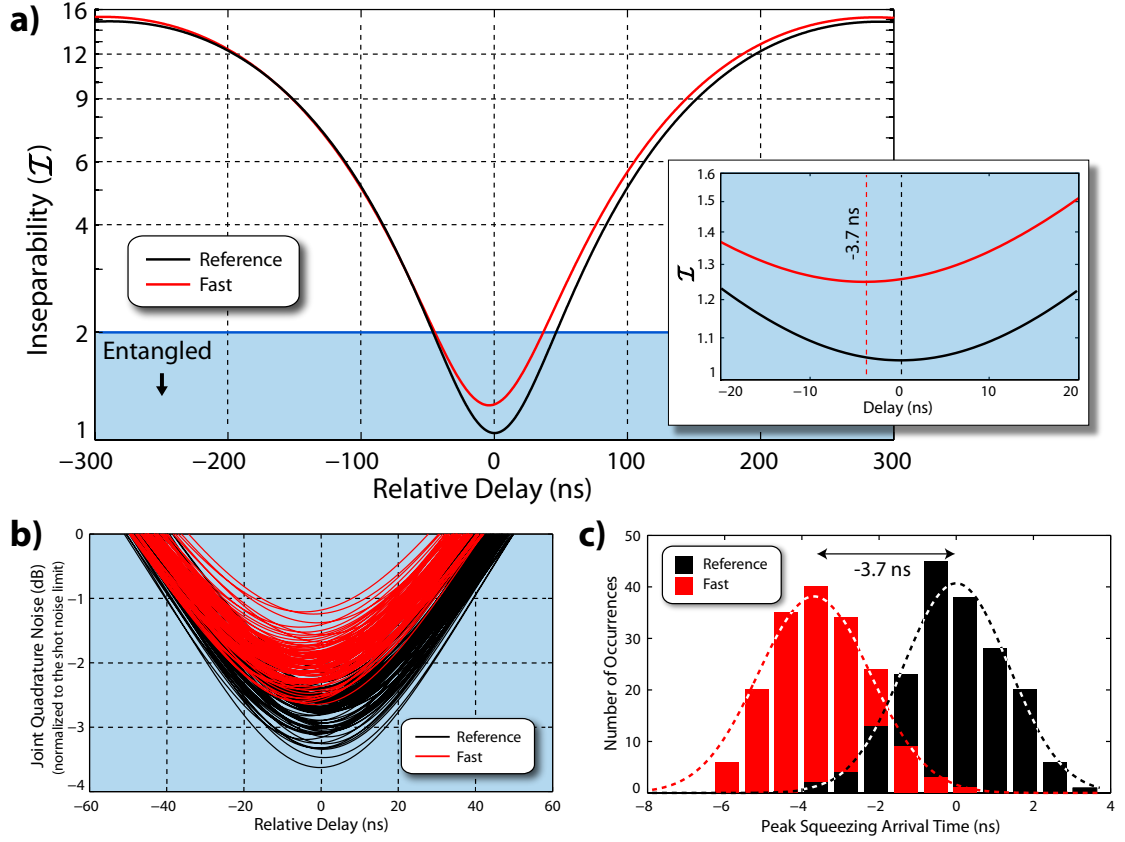 a)
Inseparability (𝓘)
16
12
9
6
4
2
1
Reference
Fast
Entangled
−300
−200
−100
0
100
200
300
Relative Delay (ns)
𝓘
1.6
1.5
1.4
1.3
1.2
1.1
1
-3.7 ns
−20
−10
0
10
20
Delay (ns)
b)
Joint Quadrature Noise (dB)
(normalized to the shot noise limit)
0
−1
−2
−3
−4
Reference
Fast
−60
−40
−20
0
20
40
60
Relative Delay (ns)
c)
Number of Occurrences
50
40
30
20
10
0
Reference
Fast
-3.7 ns
−8
−6
−4
−2
0
2
4
Peak Squeezing Arrival Time (ns)